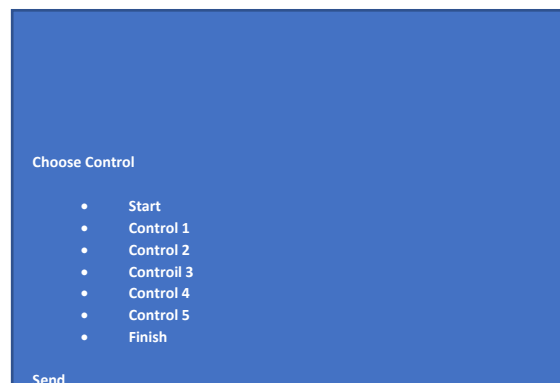 Choose Control
• Start
• Control 1
• Control 2
• Controil 3
• Control 4
• Control 5
• Finish
Send